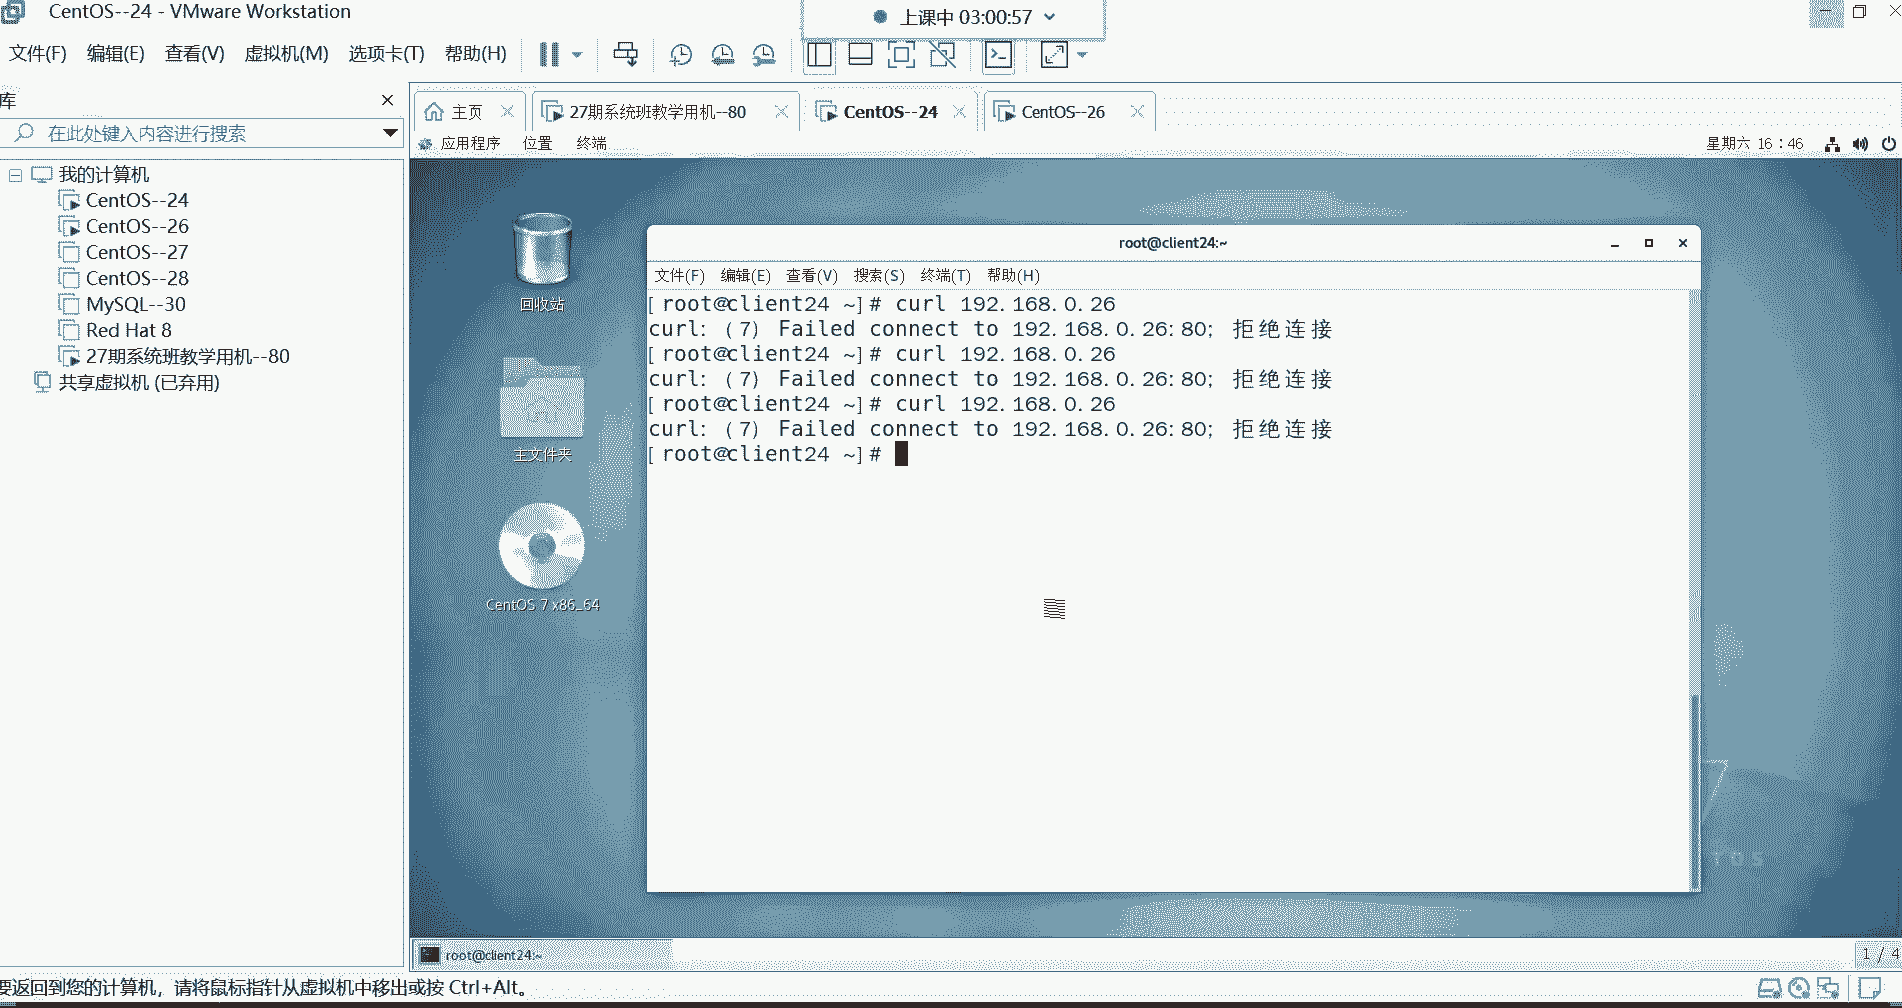 CentOS--24 - VMware Workstation
上课中 03:00:57
文件(F) 编辑(E) 查看(V) 虚拟机(M) 选项卡(T) 帮助(H)
库
在此处键入内容进行搜索
我的计算机
CentOS--24
CentOS--26
CentOS--27
CentOS--28
MySQL--30
Red Hat 8
27期系统班教学用机--80
共享虚拟机 (已弃用)
主页 27期系统班教学用机--80 CentOS--24 CentOS--26
应用程序 位置 终端
星期六 16：46
回收站
主文件夹
CentOS 7 x86_64
root@client24:~
文件(F) 编辑(E) 查看(V) 搜索(S) 终端(T) 帮助(H)
[root@client24 ~]# curl 192.168.0.26
curl: (7) Failed connect to 192.168.0.26:80; 拒绝连接
[root@client24 ~]# curl 192.168.0.26
curl: (7) Failed connect to 192.168.0.26:80; 拒绝连接
[root@client24 ~]# curl 192.168.0.26
curl: (7) Failed connect to 192.168.0.26:80; 拒绝连接
[root@client24 ~]#
7
TOS
root@client24:~
1 / 4
要返回到您的计算机，请将鼠标指针从虚拟机中移出或按 Ctrl+Alt。